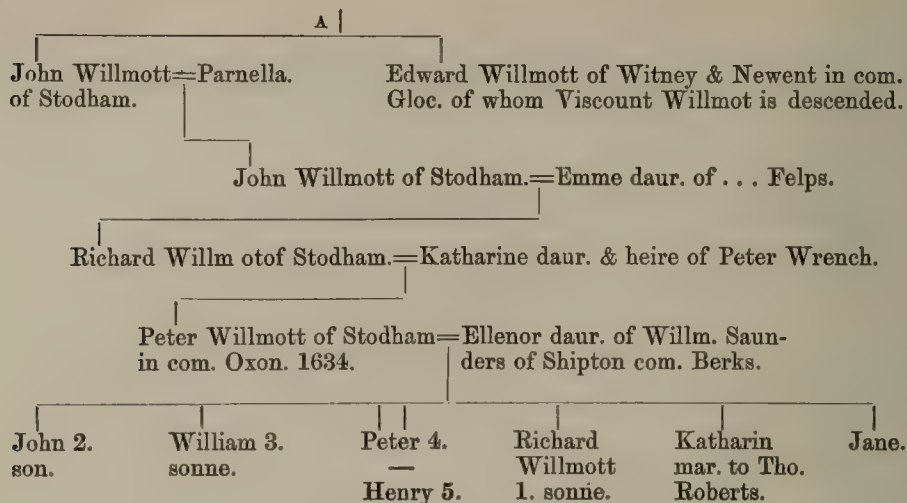 A
John Willmott=Parnella.
of Stodham.
Edward Willmott of Witney & Newent in com.
Gloc. of whom Viscount Willmot is descended.
John Willmott of Stodham.=Emme daur. of . . . Felps.
Richard Willm otof Stodham.=Katharine daur. & heire of Peter Wrench.
Peter Willmott of Stodham=Ellenor daur. of Willm. Saun-
in com. Oxon. 1634.
ders of Shipton com. Berks.
John 2.
son.
William 3.
sonne.
Peter 4.
—
Henry 5.
Richard
Willmott
1. sonne.
Katharin
mar. to Tho.
Roberts.
Jane.